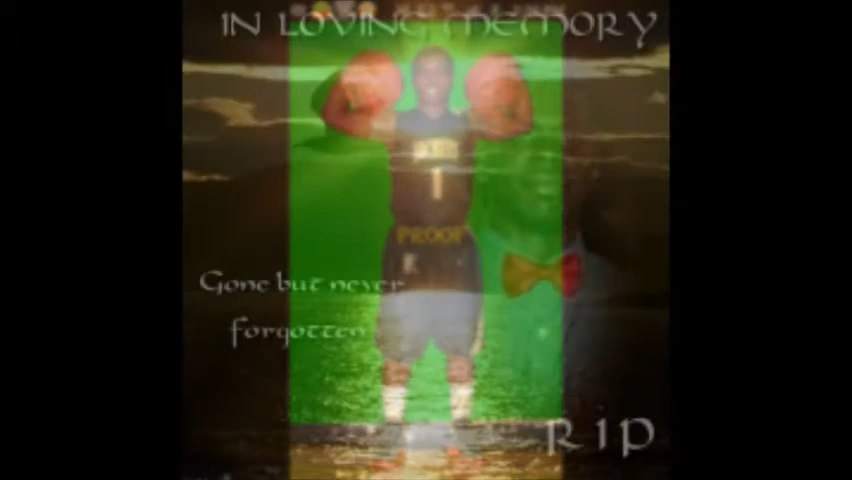 IN LOVING MEMORY
1
PROOF
Gone but never
forgotten
RIP